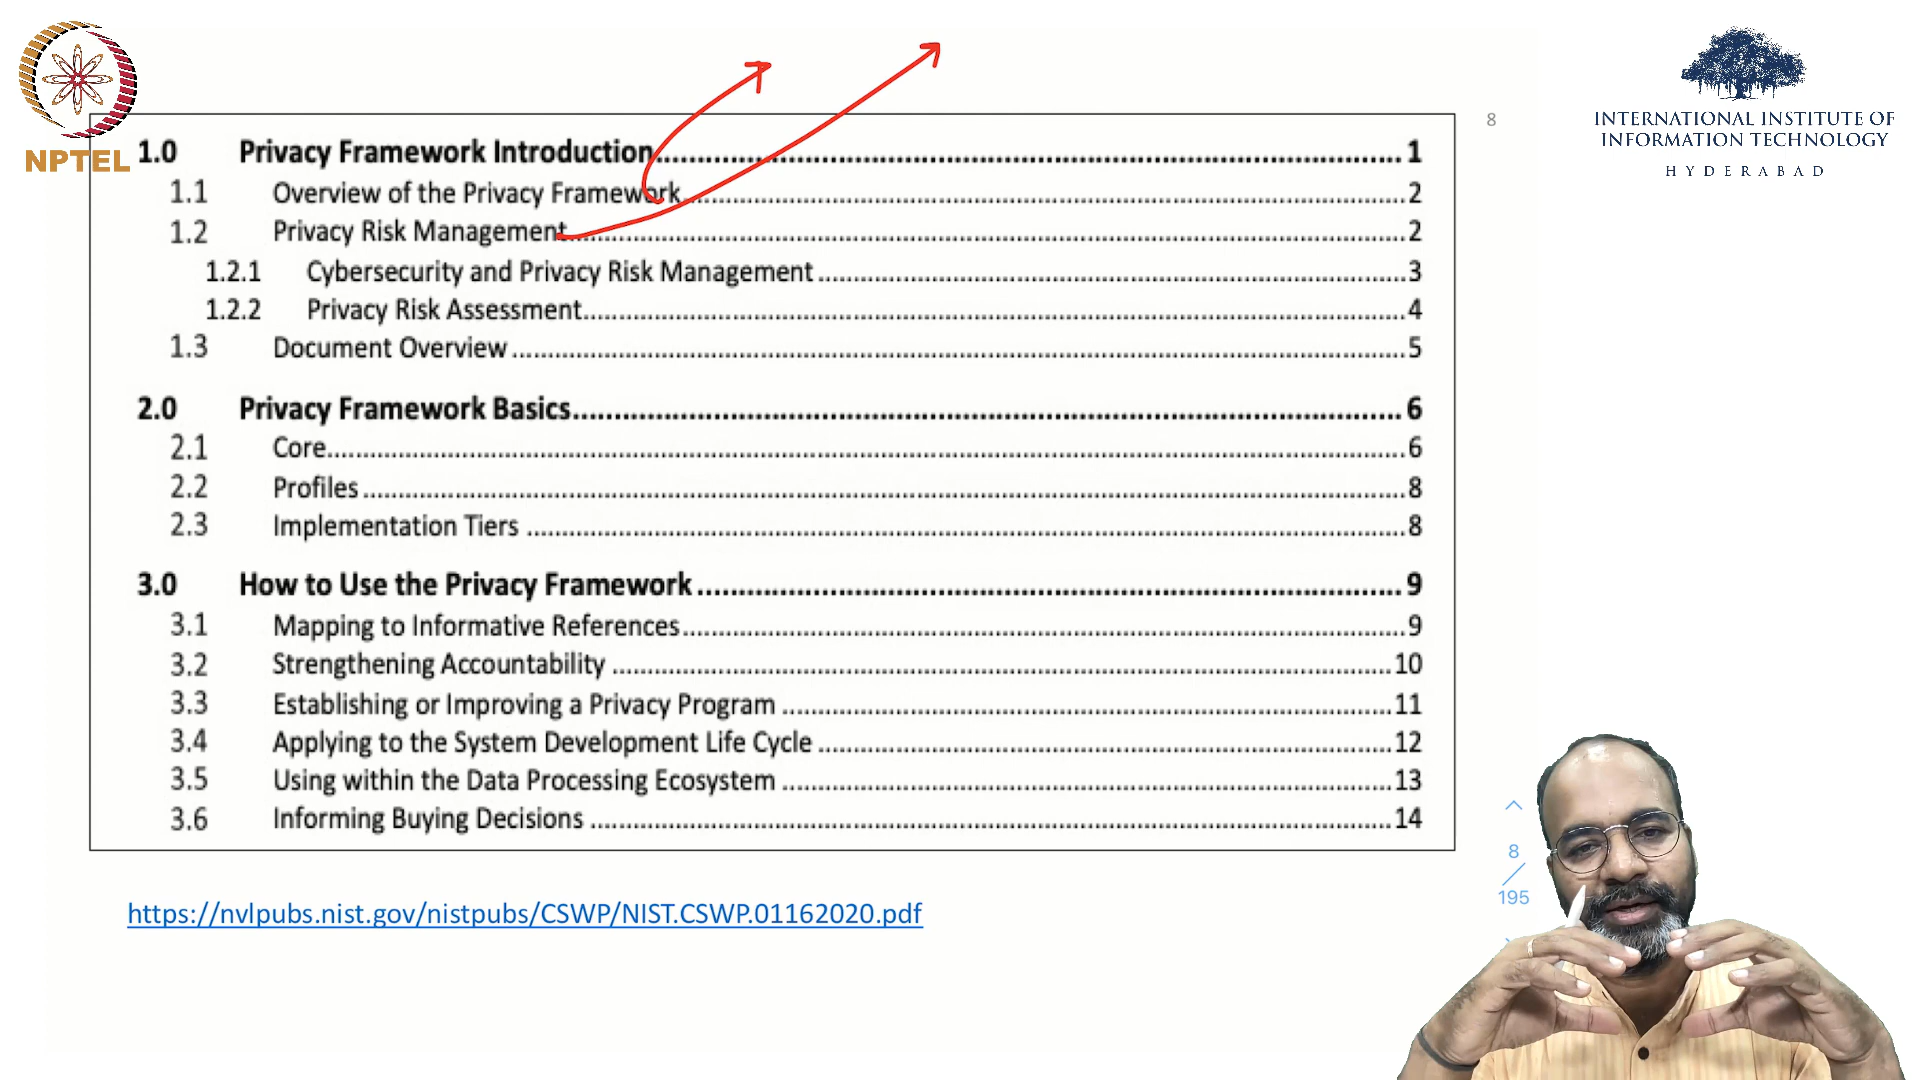 NPTEL
INTERNATIONAL INSTITUTE OF
INFORMATION TECHNOLOGY
HYDERABAD
8
1.0 Privacy Framework Introduction 1
1.1 Overview of the Privacy Framework 2
1.2 Privacy Risk Management 2
1.2.1 Cybersecurity and Privacy Risk Management 3
1.2.2 Privacy Risk Assessment 4
1.3 Document Overview 5
2.0 Privacy Framework Basics 6
2.1 Core 6
2.2 Profiles 8
2.3 Implementation Tiers 8
3.0 How to Use the Privacy Framework 9
3.1 Mapping to Informative References 9
3.2 Strengthening Accountability 10
3.3 Establishing or Improving a Privacy Program 11
3.4 Applying to the System Development Life Cycle 12
3.5 Using within the Data Processing Ecosystem 13
3.6 Informing Buying Decisions 14
https://nvlpubs.nist.gov/nistpubs/CSWP/NIST.CSWP.01162020.pdf
8
195